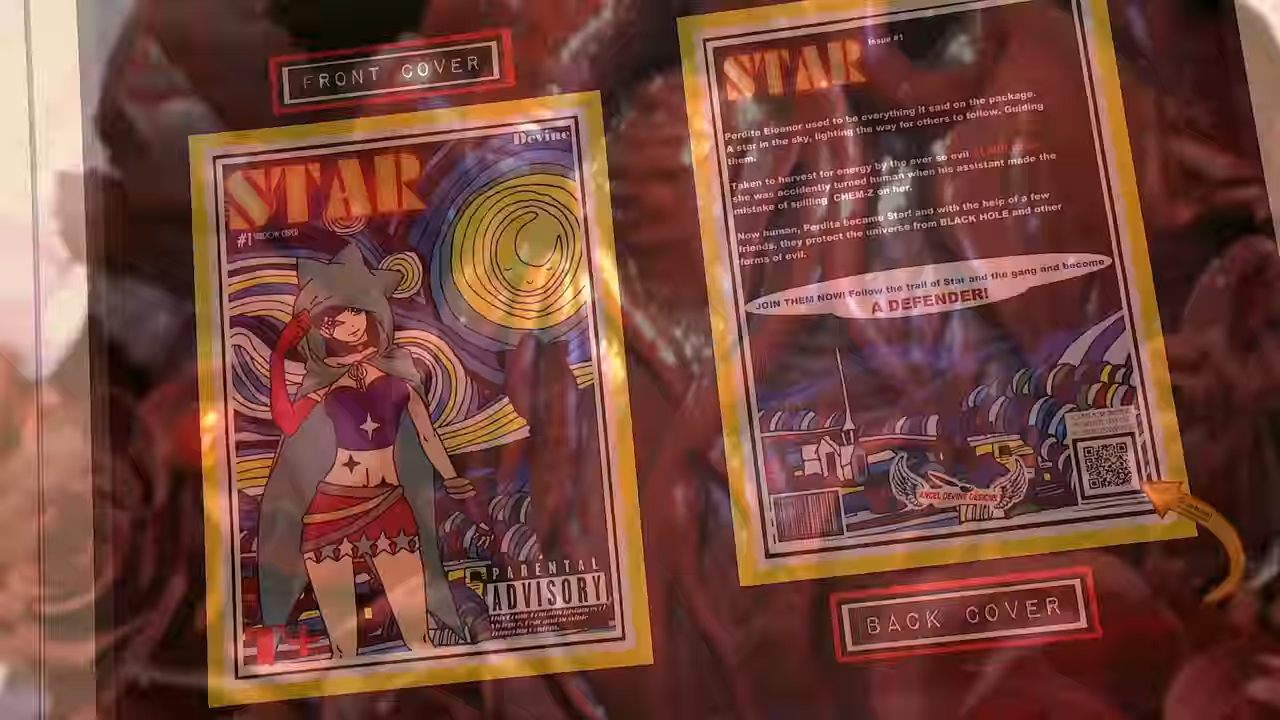 FRONT COVER
Devine
STAR
#1
PARENTAL
ADVISORY
STAR
Issue #1
Perdita Eleanor used to be everything it said on the package.
A star in the sky, lighting the way for others to follow. Guiding
them.
Taken to harvest for energy by the ever so evil
she was accidently turned human when his assistant made the
mistake of spilling CHEM-Z on her.
Now human, Perdita became Star! and with the help of a few
friends, they protect the universe from BLACK HOLE and other
forms of evil.
JOIN THEM NOW! Follow the trail of Star and the gang and become
A DEFENDER!
ANGEL DEVINE DESIGNS
BACK COVER